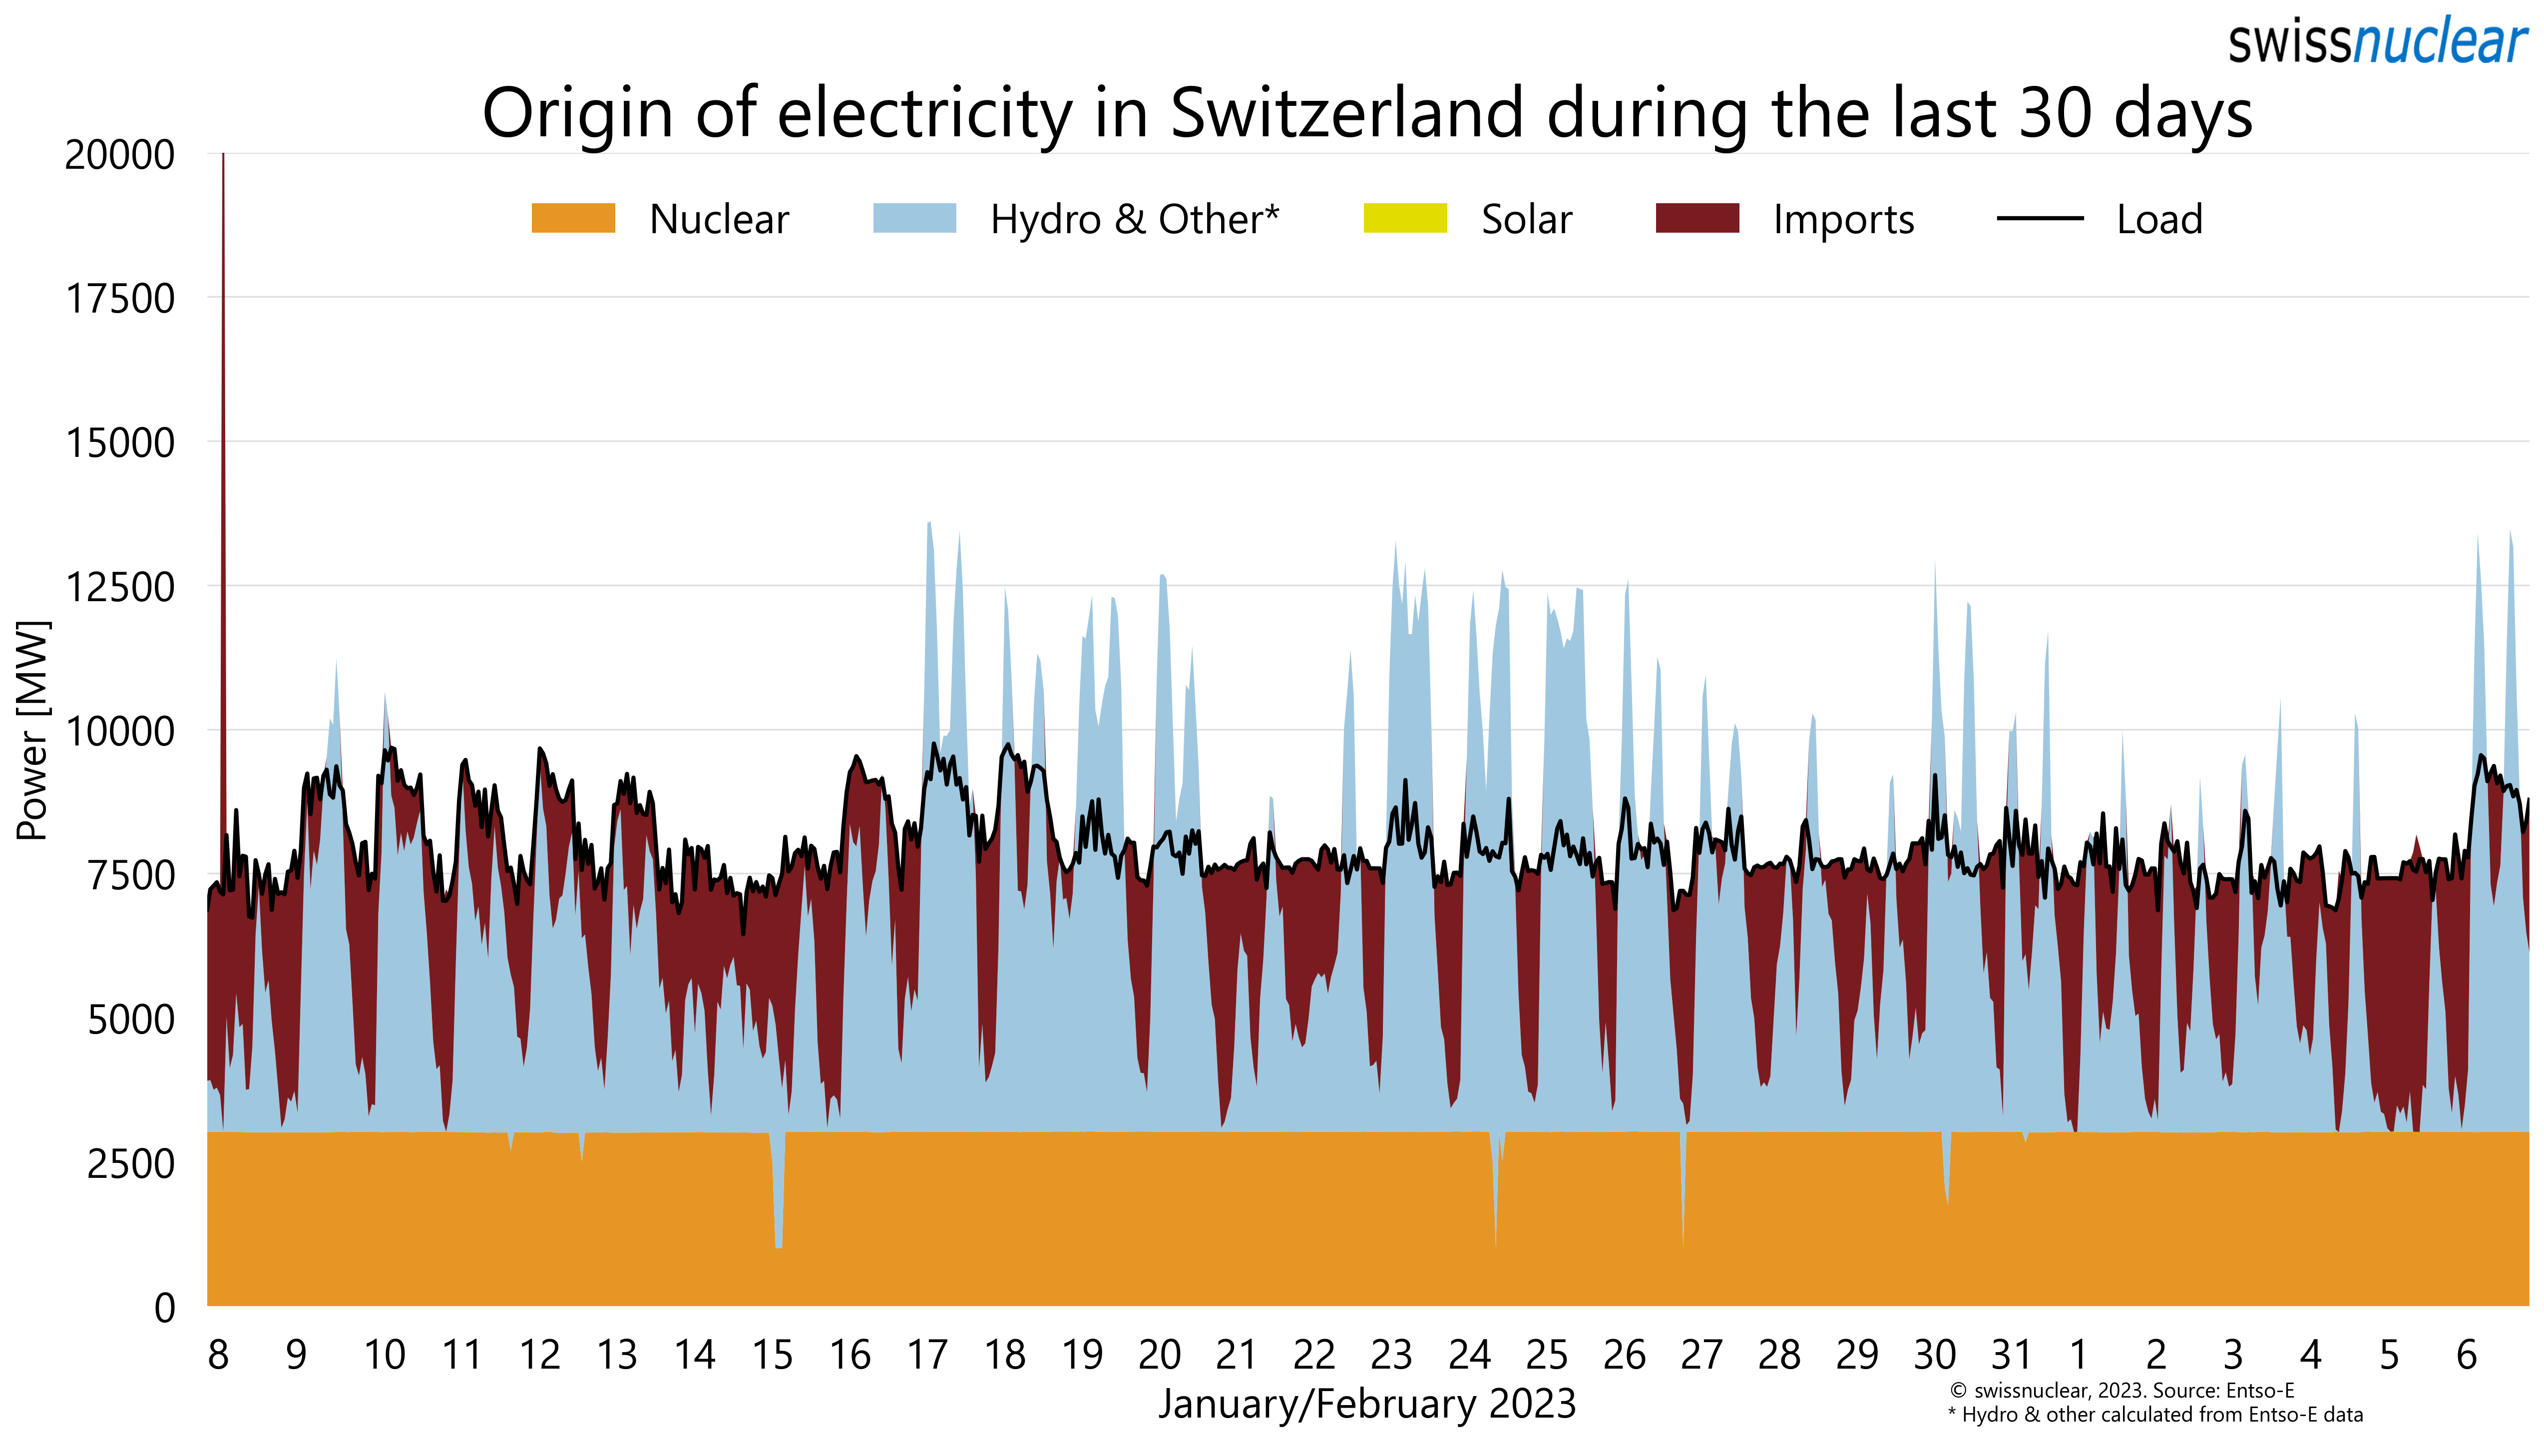 swissnuclear
Origin of electricity in Switzerland during the last 30 days
20000
Nuclear Hydro & Other* Solar Imports Load
17500
15000
12500
10000
7500
5000
2500
0
Power [MW]
8 9 10 11 12 13 14 15 16 17 18 19 20 21 22 23 24 25 26 27 28 29 30 31 1 2 3 4 5 6
January/February 2023
© swissnuclear, 2023. Source: Entso-E
* Hydro & other calculated from Entso-E data